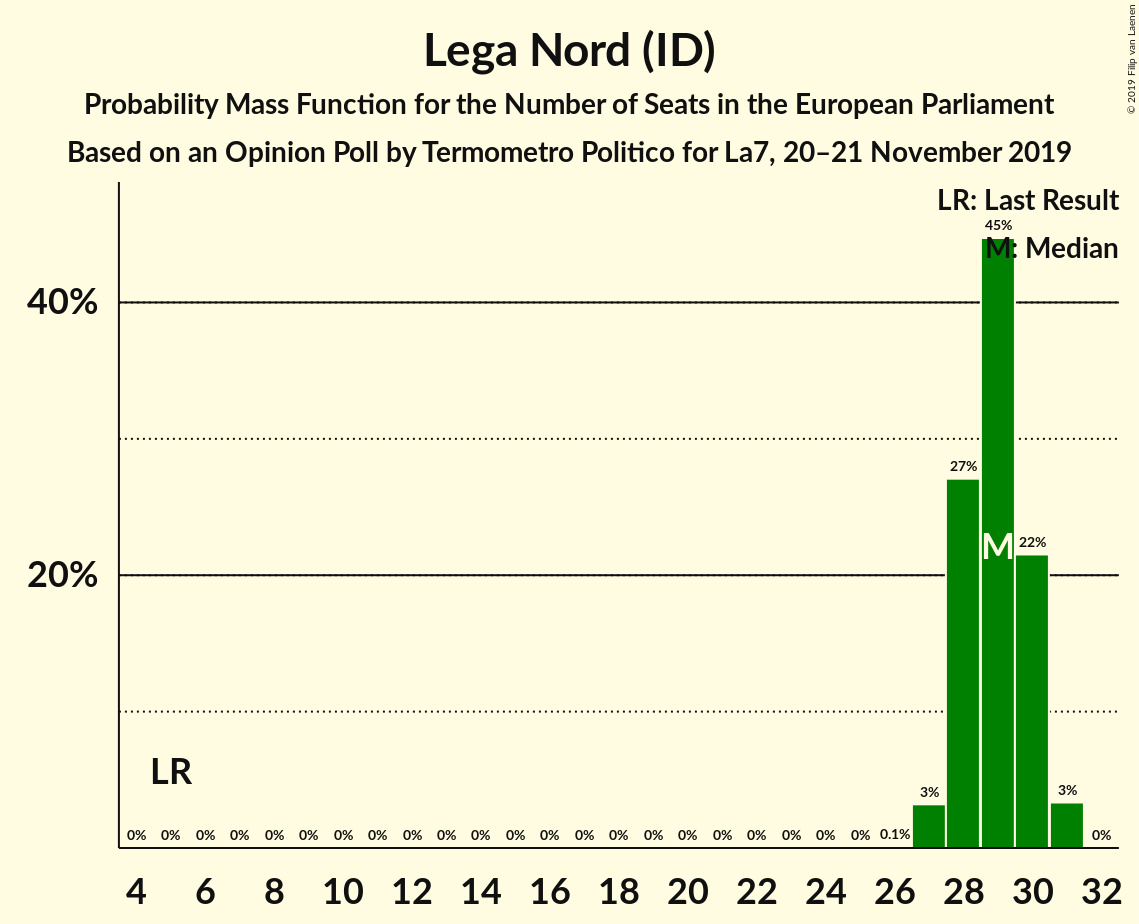 Lega Nord (ID)
Probability Mass Function for the Number of Seats in the European Parliament
Based on an Opinion Poll by Termometro Politico for La7, 20–21 November 2019
© 2019 Filip van Laenen
LR: Last Result
M: Median
45%
40%
27%
M
22%
20%
LR
0% 0% 0% 0% 0% 0% 0% 0% 0% 0% 0% 0% 0% 0% 0% 0% 0% 0% 0% 0% 0% 0% 0.1% 3% 3% 0%
4 6 8 10 12 14 16 18 20 22 24 26 28 30 32